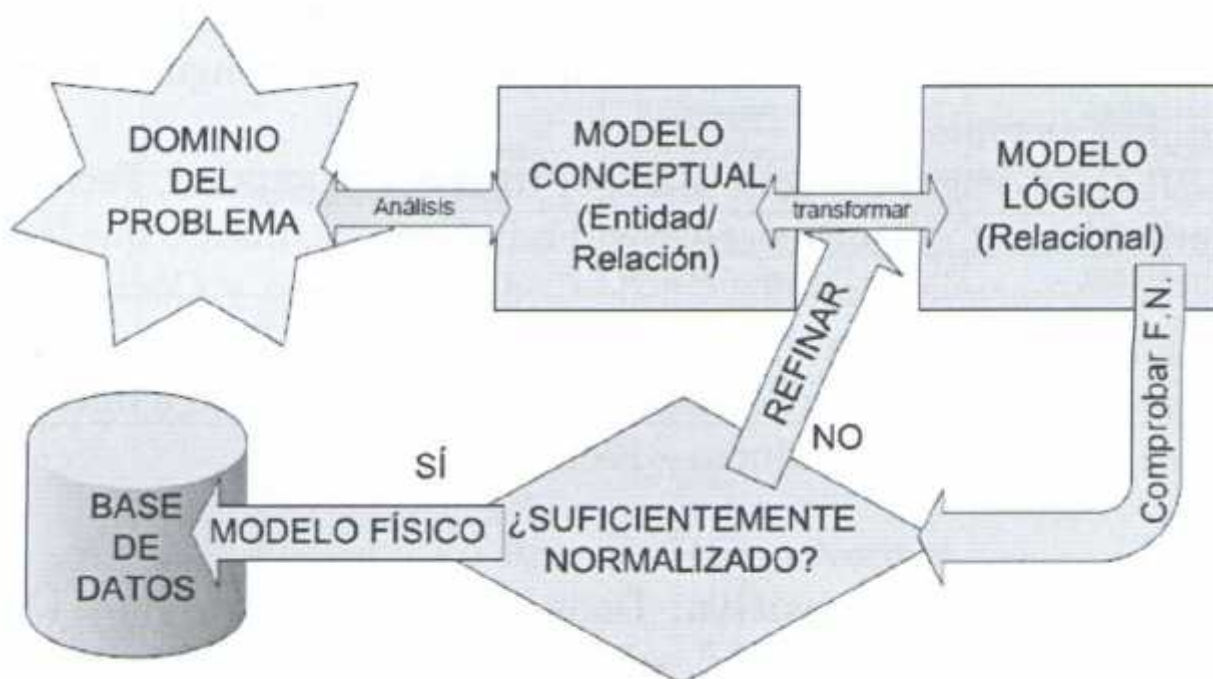 DOMINIO
DEL
PROBLEMA
Análisis
MODELO
CONCEPTUAL
(Entidad/
Relación)
transformar
MODELO
LÓGICO
(Relacional)
Comprobar F.N.
REFINAR
NO
¿SUFICIENTEMENTE
NORMALIZADO?
SÍ
MODELO FÍSICO
BASE
DE
DATOS